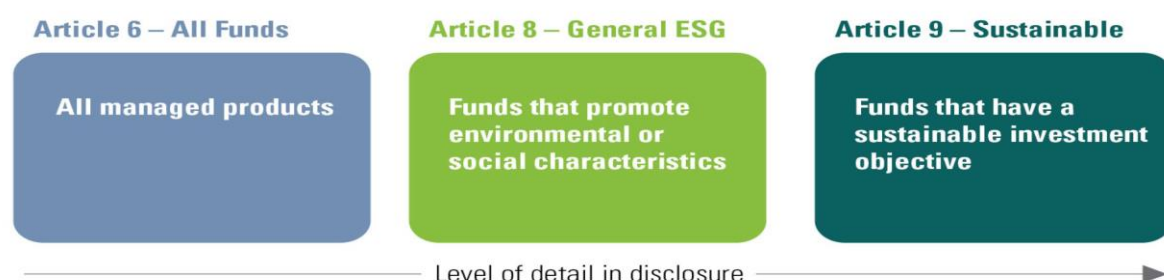 Article 6 – All Funds
All managed products
Article 8 – General ESG
Funds that promote
environmental or
social characteristics
Article 9 – Sustainable
Funds that have a
sustainable investment
objective
Level of detail in disclosure